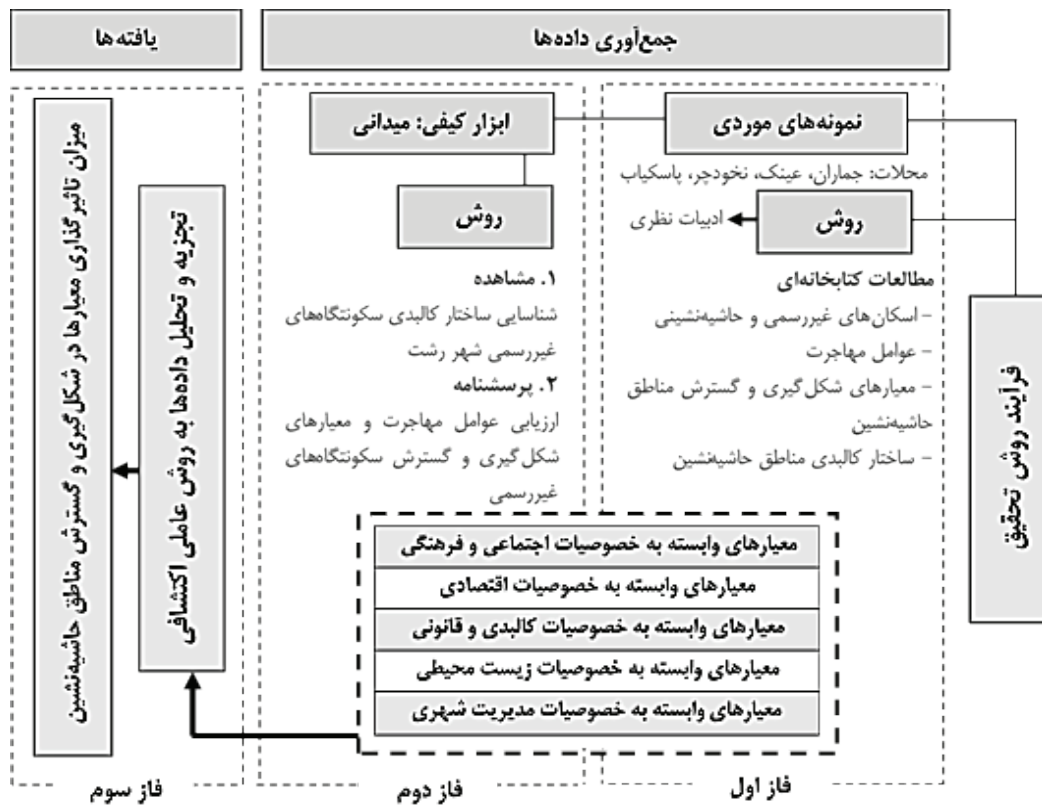 جمع‌آوری داده‌ها
یافته‌ها
فرآیند روش تحقیق
نمونه‌های موردی
محلات: جماران، عینک، نخودچر، پاسکیاب
روش
ادبیات نظری
مطالعات کتابخانه‌ای
- اسکان‌های غیررسمی و حاشیه‌نشینی
- عوامل مهاجرت
- معیارهای شکل‌گیری و گسترش مناطق
حاشیه‌نشین
- ساختار کالبدی مناطق حاشیه‌نشین
ابزار کیفی: میدانی
روش
۱. مشاهده
شناسایی ساختار کالبدی سکونتگاه‌های
غیررسمی شهر رشت
۲. پرسشنامه
ارزیابی عوامل مهاجرت و معیارهای
شکل‌گیری و گسترش سکونتگاه‌های
غیررسمی
معیارهای وابسته به خصوصیات اجتماعی و فرهنگی
معیارهای وابسته به خصوصیات اقتصادی
معیارهای وابسته به خصوصیات کالبدی و قانونی
معیارهای وابسته به خصوصیات زیست محیطی
معیارهای وابسته به خصوصیات مدیریت شهری
تجزیه و تحلیل داده‌ها به روش عاملی اکتشافی
میزان تاثیرگذاری معیارها در شکل‌گیری و گسترش مناطق حاشیه‌نشین
فاز اول
فاز دوم
فاز سوم